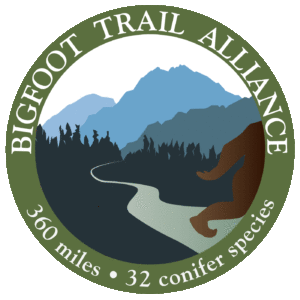 BIGFOOT TRAIL ALLIANCE
360 miles • 32 conifer species